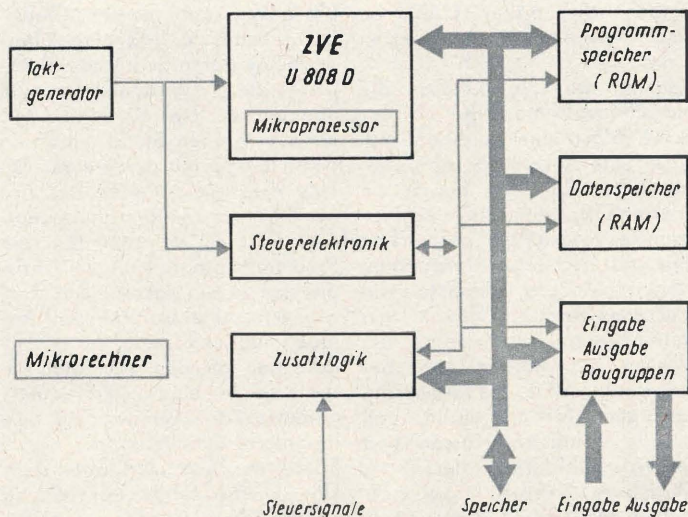 Takt-
generator
ZVE
U 808 D
Mikroprozessor
Programm-
speicher
(ROM)
Datenspeicher
(RAM)
Steuerelektronik
Mikrorechner
Zusatzlogik
Eingabe
Ausgabe
Baugruppen
Steuersignale
Speicher
Eingabe Ausgabe